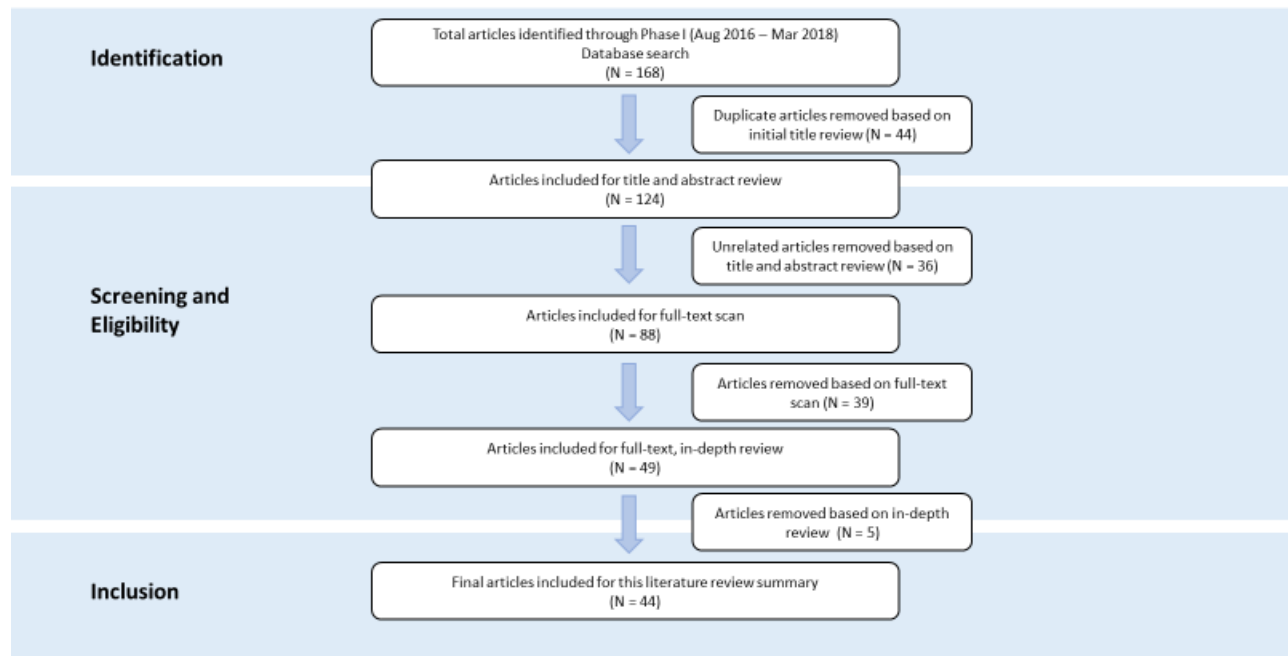 Identification
Total articles identified through Phase I (Aug 2016 – Mar 2018)
Database search
(N = 168)
Duplicate articles removed based on
initial title review (N = 44)
Articles included for title and abstract review
(N = 124)
Unrelated articles removed based on
title and abstract review (N = 36)
Screening and
Eligibility
Articles included for full-text scan
(N = 88)
Articles removed based on full-text
scan (N = 39)
Articles included for full-text, in-depth review
(N = 49)
Articles removed based on in-depth
review (N = 5)
Inclusion
Final articles included for this literature review summary
(N = 44)